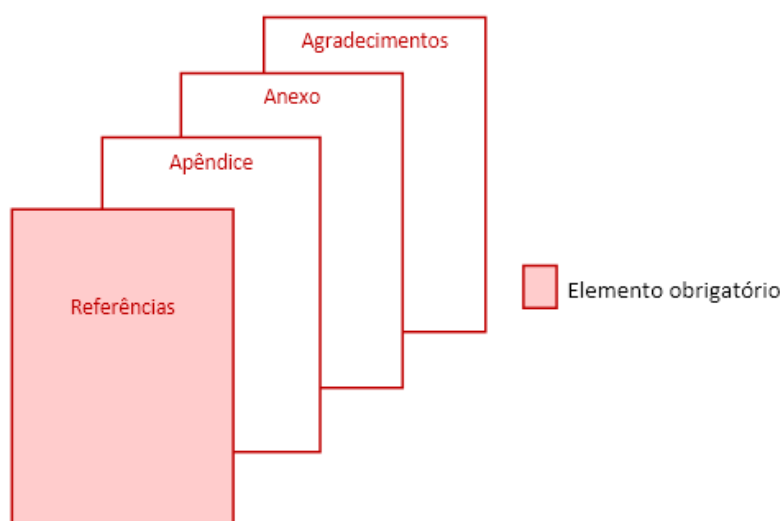 Agradecimentos
Anexo
Apêndice
Referências
Elemento obrigatório